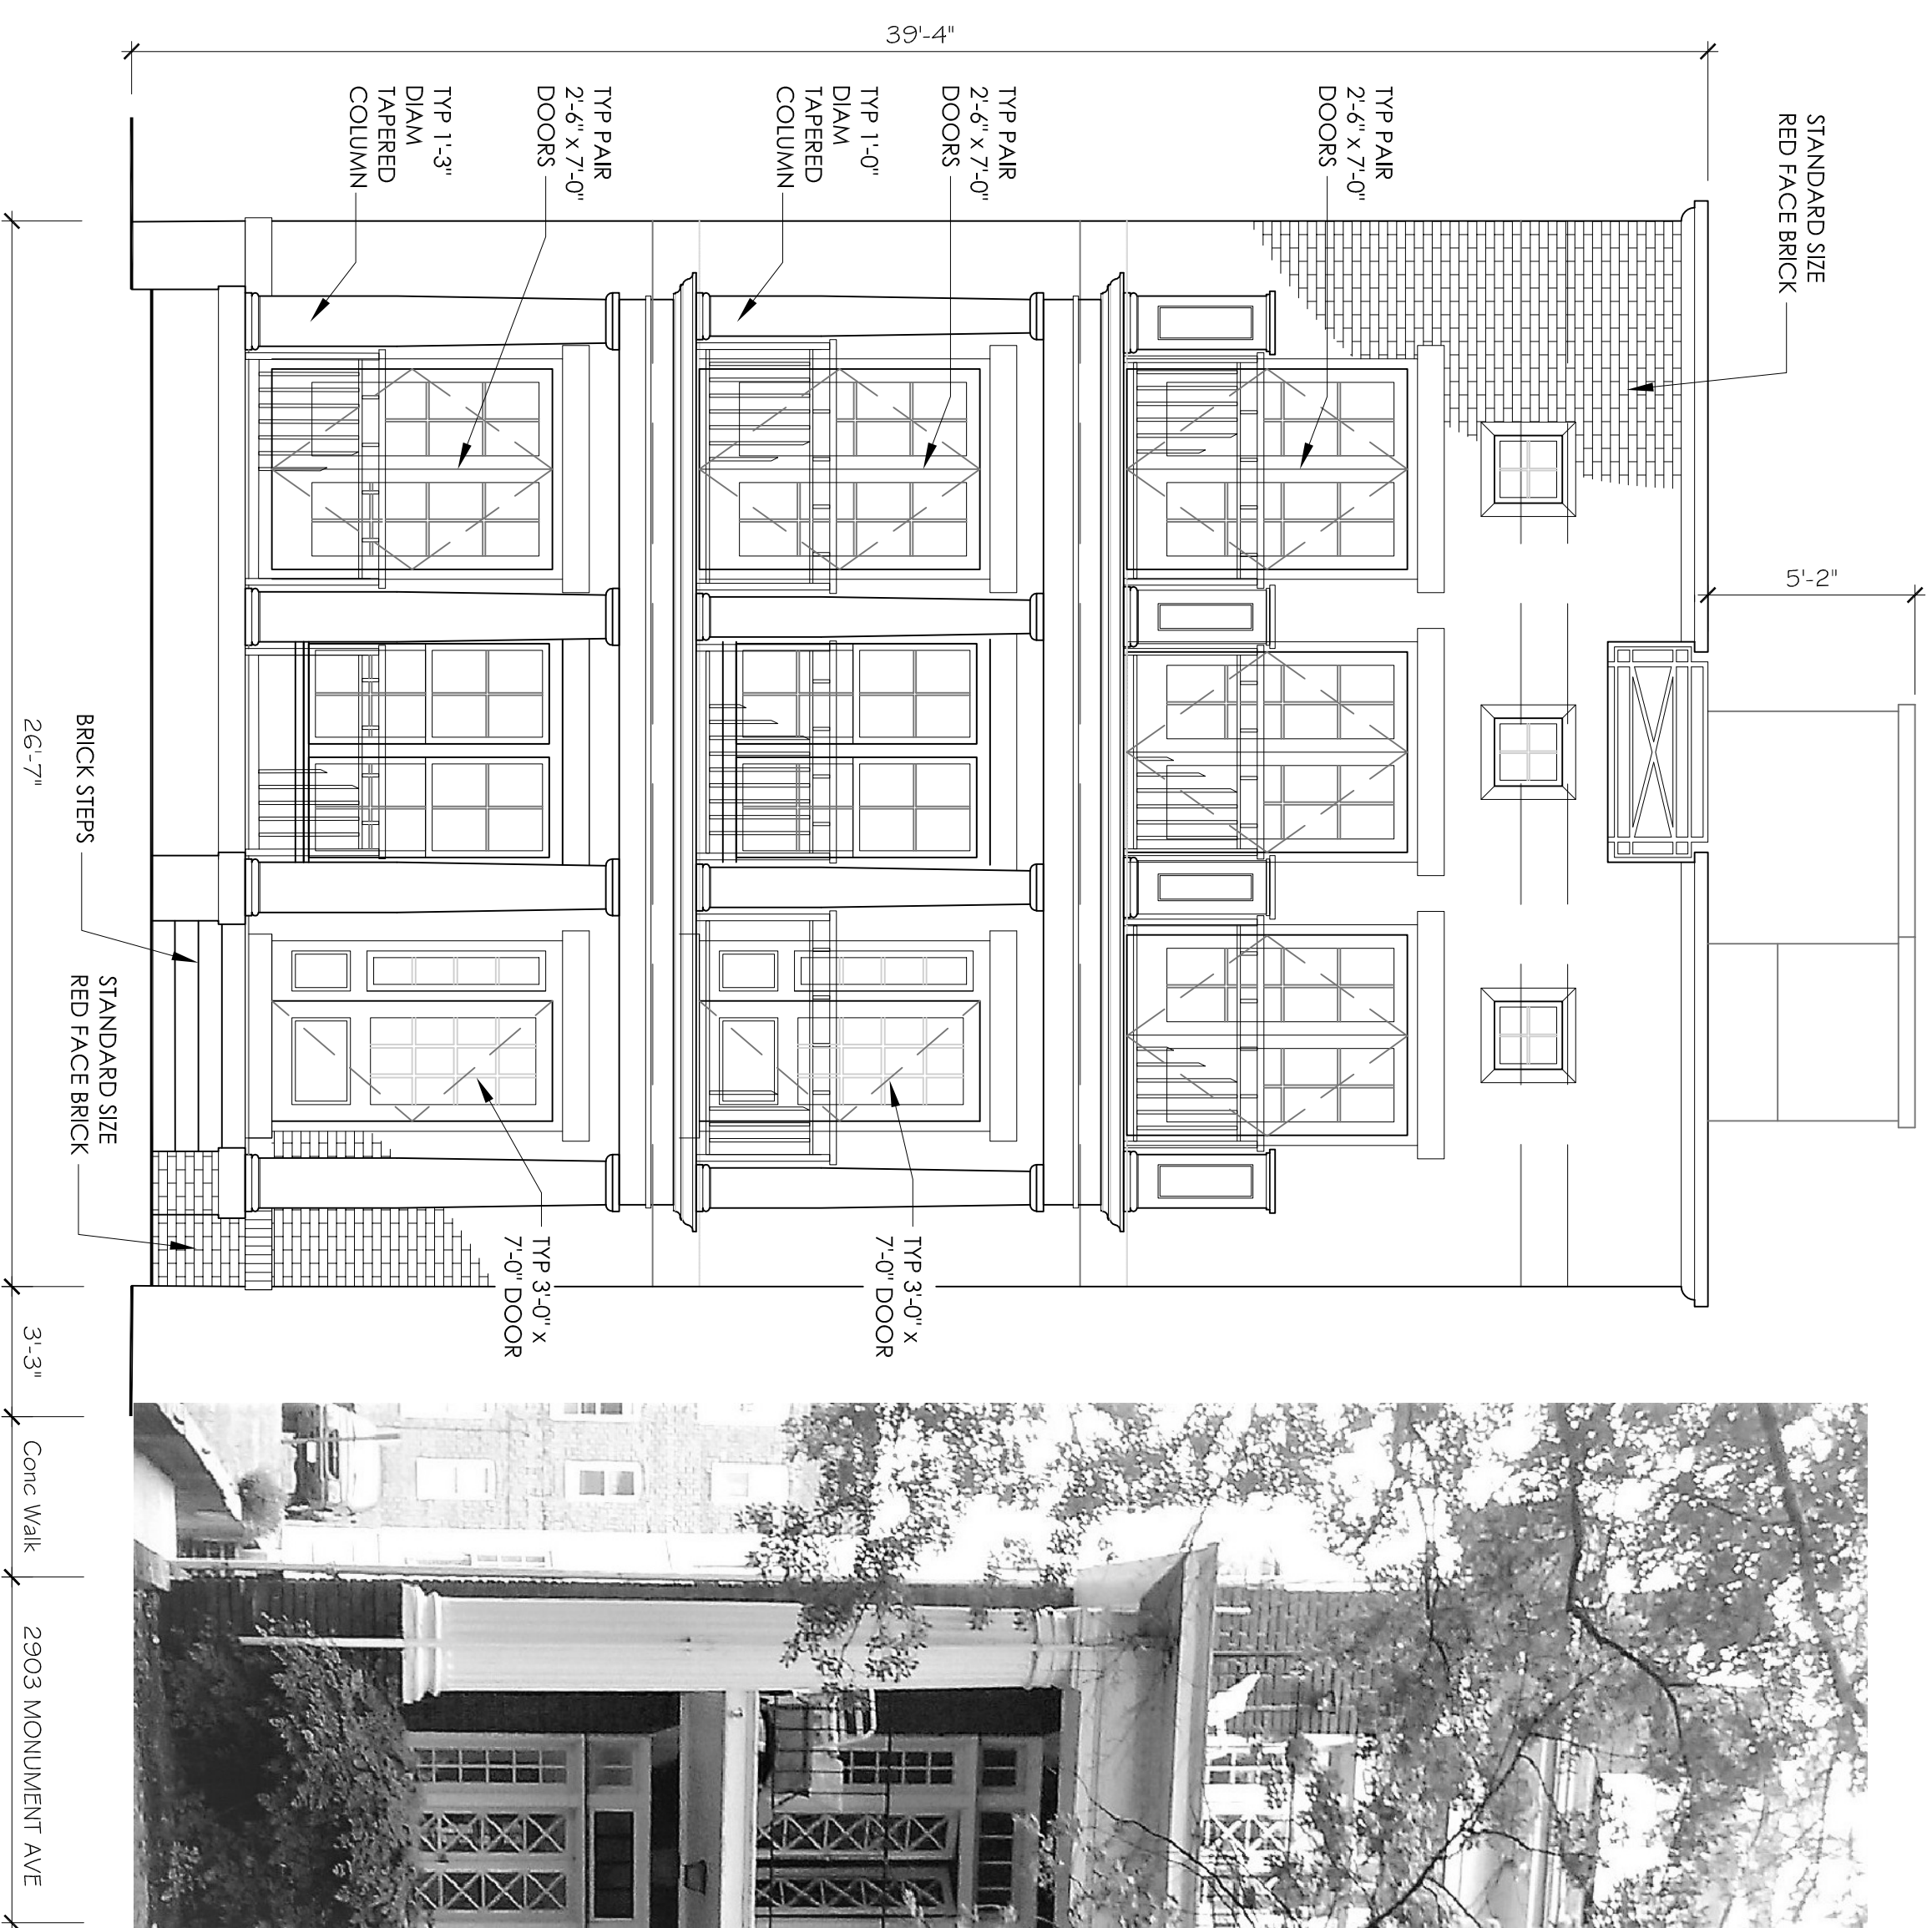 39'-4"
STANDARD SIZE
RED FACE BRICK
TYP PAIR
2'-6" x 7'-0"
DOORS
TYP PAIR
2'-6" x 7'-0"
DOORS
TYP 1'-0"
DIAM
TAPERED
COLUMN
TYP PAIR
2'-6" x 7'-0"
DOORS
TYP 1'-3"
DIAM
TAPERED
COLUMN
5'-2"
BRICK STEPS
STANDARD SIZE
RED FACE BRICK
TYP 3'-0" x
7'-0" DOOR
TYP 3'-0" x
7'-0" DOOR
26'-7"
3'-3"
Conc Walk
2903 MONUMENT AVE